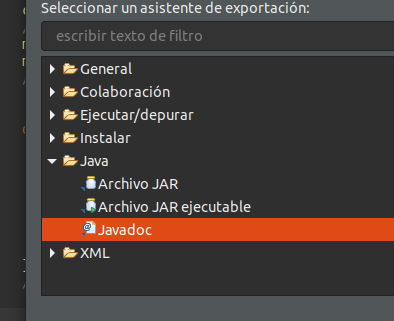 Seleccionar un asistente de exportación:
escribir texto de filtro
General
Colaboración
Ejecutar/depurar
Instalar
Java
Archivo JAR
Archivo JAR ejecutable
Javadoc
XML